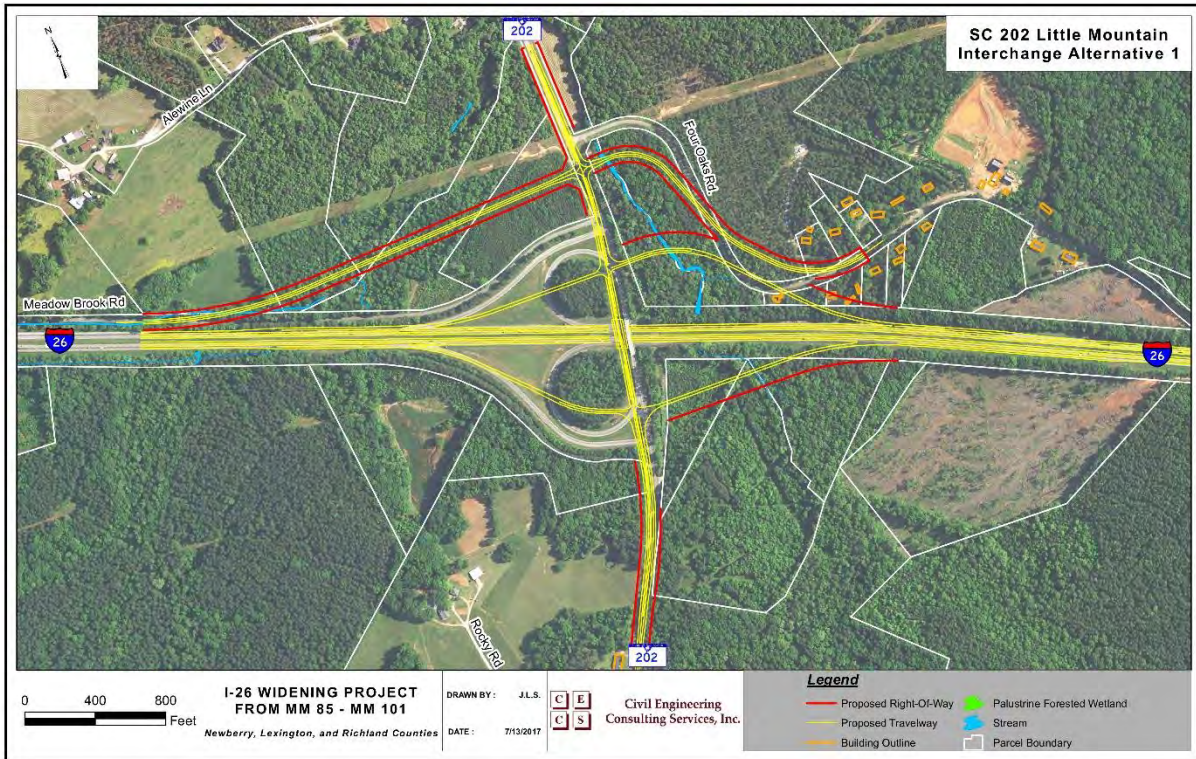 202
SC 202 Little Mountain
Interchange Alternative 1
N
Alewine Ln
Four Oaks Rd.
Meadow Brook Rd
26
26
Rocky Rd
202
0 400 800
Feet
I-26 WIDENING PROJECT
FROM MM 85 - MM 101
Newberry, Lexington, and Richland Counties
DRAWN BY : J.L.S.
DATE : 7/13/2017
C E
C S
Civil Engineering
Consulting Services, Inc.
Legend
Proposed Right-Of-Way
Proposed Travelway
Building Outline
Palustrine Forested Wetland
Stream
Parcel Boundary